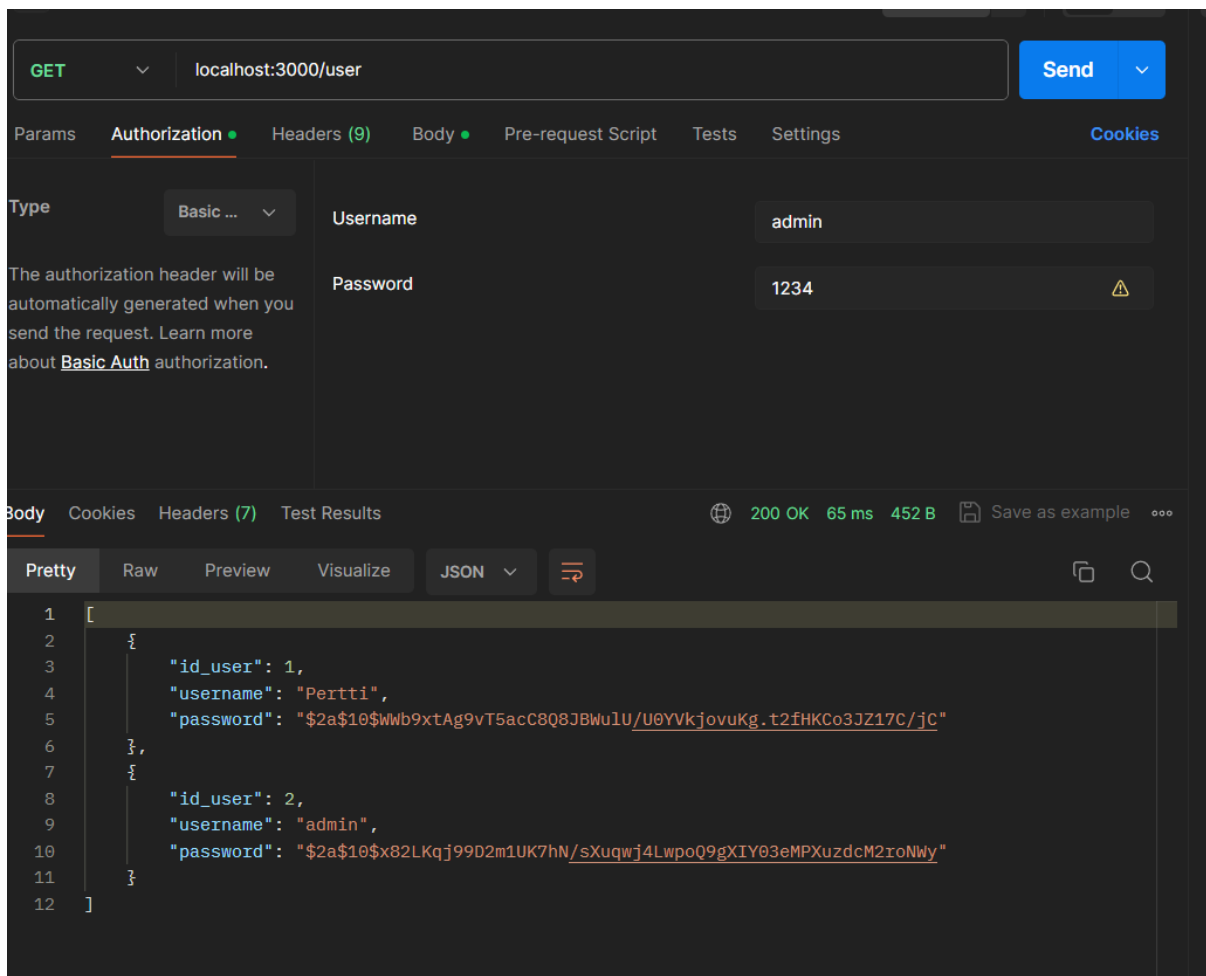 GET localhost:3000/user Send
Params Authorization Headers (9) Body Pre-request Script Tests Settings Cookies
Type Basic ...
The authorization header will be
automatically generated when you
send the request. Learn more
about Basic Auth authorization.
Username admin
Password 1234
Body Cookies Headers (7) Test Results 200 OK 65 ms 452 B Save as example
Pretty Raw Preview Visualize JSON
1 [
2 {
3 "id_user": 1,
4 "username": "Pertti",
5 "password": "$2a$10$WWb9xtAg9vT5acC8Q8JBWulU/U0YVkjovuKg.t2fHKCo3JZ17C/jC"
6 },
7 {
8 "id_user": 2,
9 "username": "admin",
10 "password": "$2a$10$x82LKqj99D2m1UK7hN/sXuqwj4LwpoQ9gXIY03eMPXuzdcM2roNWy"
11 }
12 ]